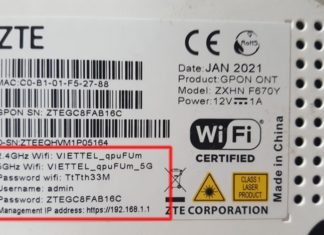 ZTE
MAC:C0-B1-01-F5-27-88
GPON SN: ZTEGC8FAB16C
D-SN:ZTEEQHVM1P05164
2.4GHz Wifi: VIETTEL_qpuFUm
5GHz Wifi: VIETTEL_qpuFUm_5G
Password wifi: TtTth33M
Username: admin
Password: ZTEGC8FAB16C
Management IP address: https://192.168.1.1
CE
RoHS
Date: JAN 2021
Product:GPON ONT
Model: ZXHN F670Y
Power:12V⎓1A
Wi Fi
CERTIFIED
CLASS 1
LASER
PRODUCT
ZTE CORPORATION
Made in China